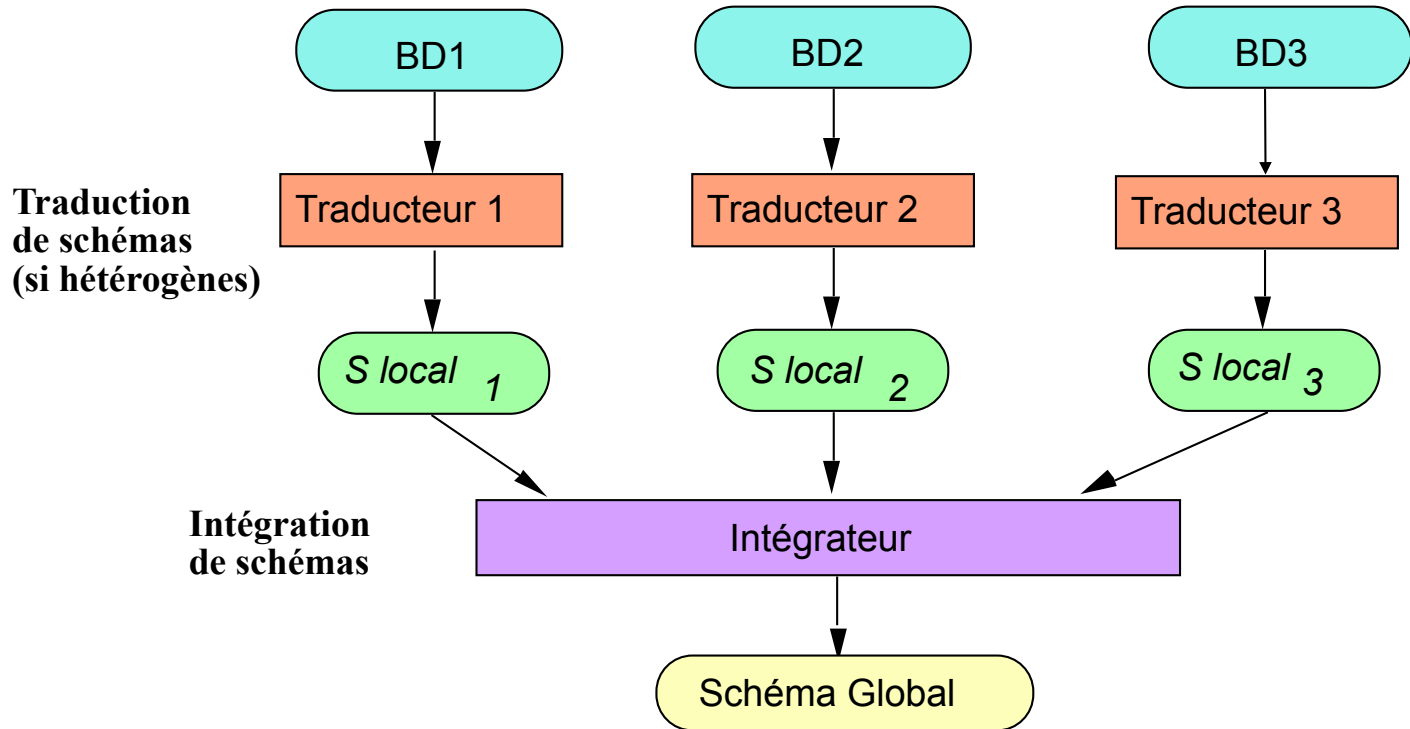 BD1
BD2
BD3
Traduction
de schémas
(si hétérogènes)
Traducteur 1
Traducteur 2
Traducteur 3
S local 1
S local 2
S local 3
Intégration
de schémas
Intégrateur
Schéma Global